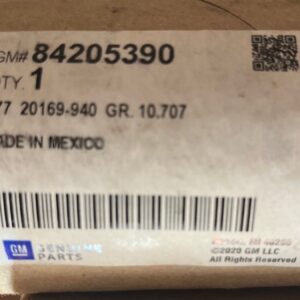 GM# 84205390
QTY. 1
77 20169-940 GR. 10.707
MADE IN MEXICO
GM GENUINE
PARTS
©2020 GM LLC
All Rights Reserved